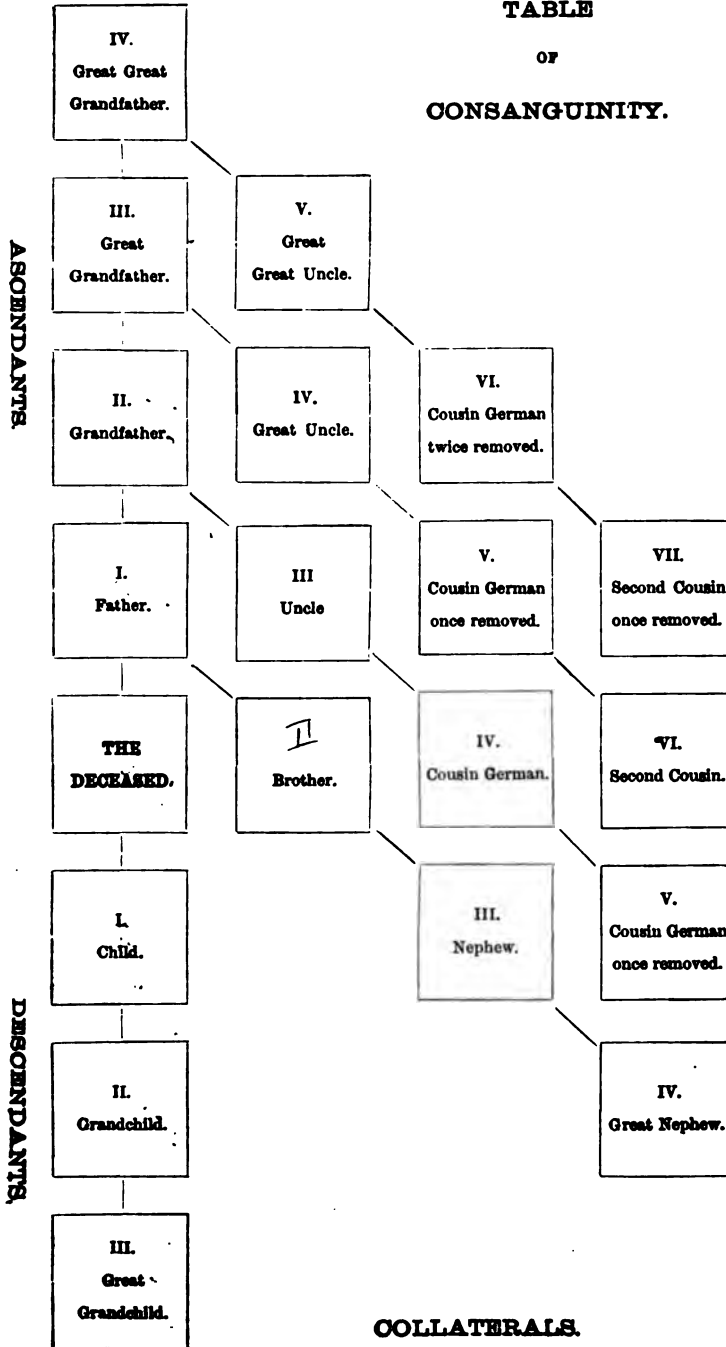 TABLE
OF
CONSANGUINITY.
ASCENDANTS.
IV.
Great Great
Grandfather.
III.
Great
Grandfather.
V.
Great
Great Uncle.
II.
Grandfather.
IV.
Great Uncle.
VI.
Cousin German
twice removed.
I.
Father.
III
Uncle
V.
Cousin German
once removed.
VII.
Second Cousin
once removed.
THE
DECEASED.
II
Brother.
IV.
Cousin German.
VI.
Second Cousin.
I.
Child.
III.
Nephew.
V.
Cousin German
once removed.
DESCENDANTS.
II.
Grandchild.
IV.
Great Nephew.
III.
Great
Grandchild.
COLLATERALS.